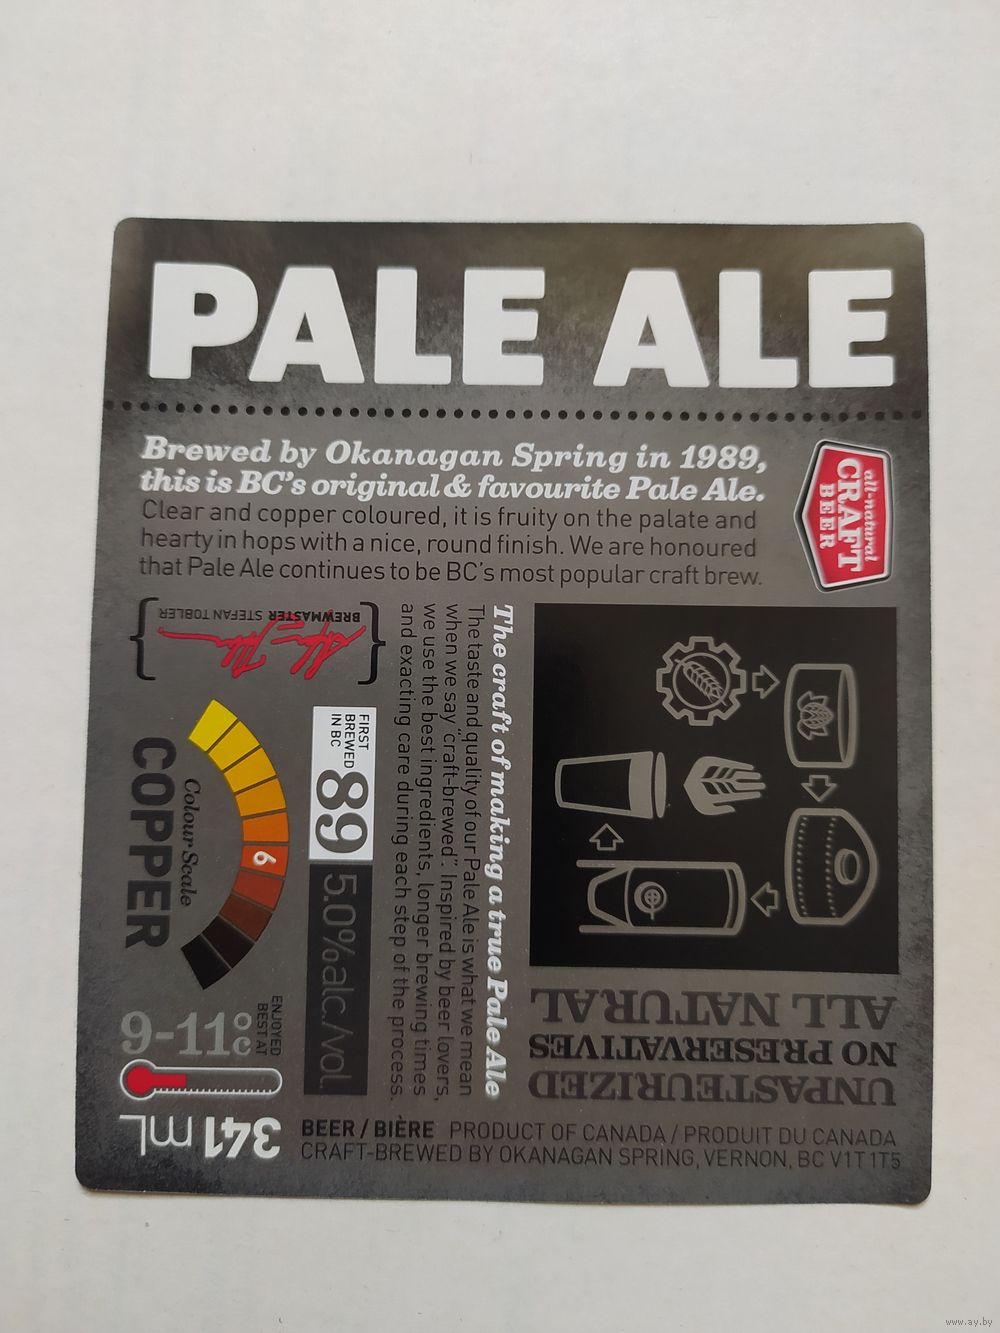 PALE ALE
Brewed by Okanagan Spring in 1989,
this is BC's original & favourite Pale Ale.
Clear and copper coloured, it is fruity on the palate and
hearty in hops with a nice, round finish. We are honoured
that Pale Ale continues to be BC's most popular craft brew.
all-natural
CRAFT
BEER
BREWMASTER STEFAN TOBLER
The craft of making a true Pale Ale
The taste and quality of our Pale Ale is what we mean
when we say "craft-brewed". Inspired by beer lovers,
we use the best ingredients, longer brewing times
and exacting care during each step of the process.
FIRST
BREWED
IN BC
89
5.0% alc./vol.
6
Colour Scale
COPPER
ENJOYED
BEST AT
9-11°C
341 mL
UNPASTEURIZED
NO PRESERVATIVES
ALL NATURAL
BEER / BIÈRE PRODUCT OF CANADA / PRODUIT DU CANADA
CRAFT-BREWED BY OKANAGAN SPRING, VERNON, BC V1T 1T5
www.ay.by